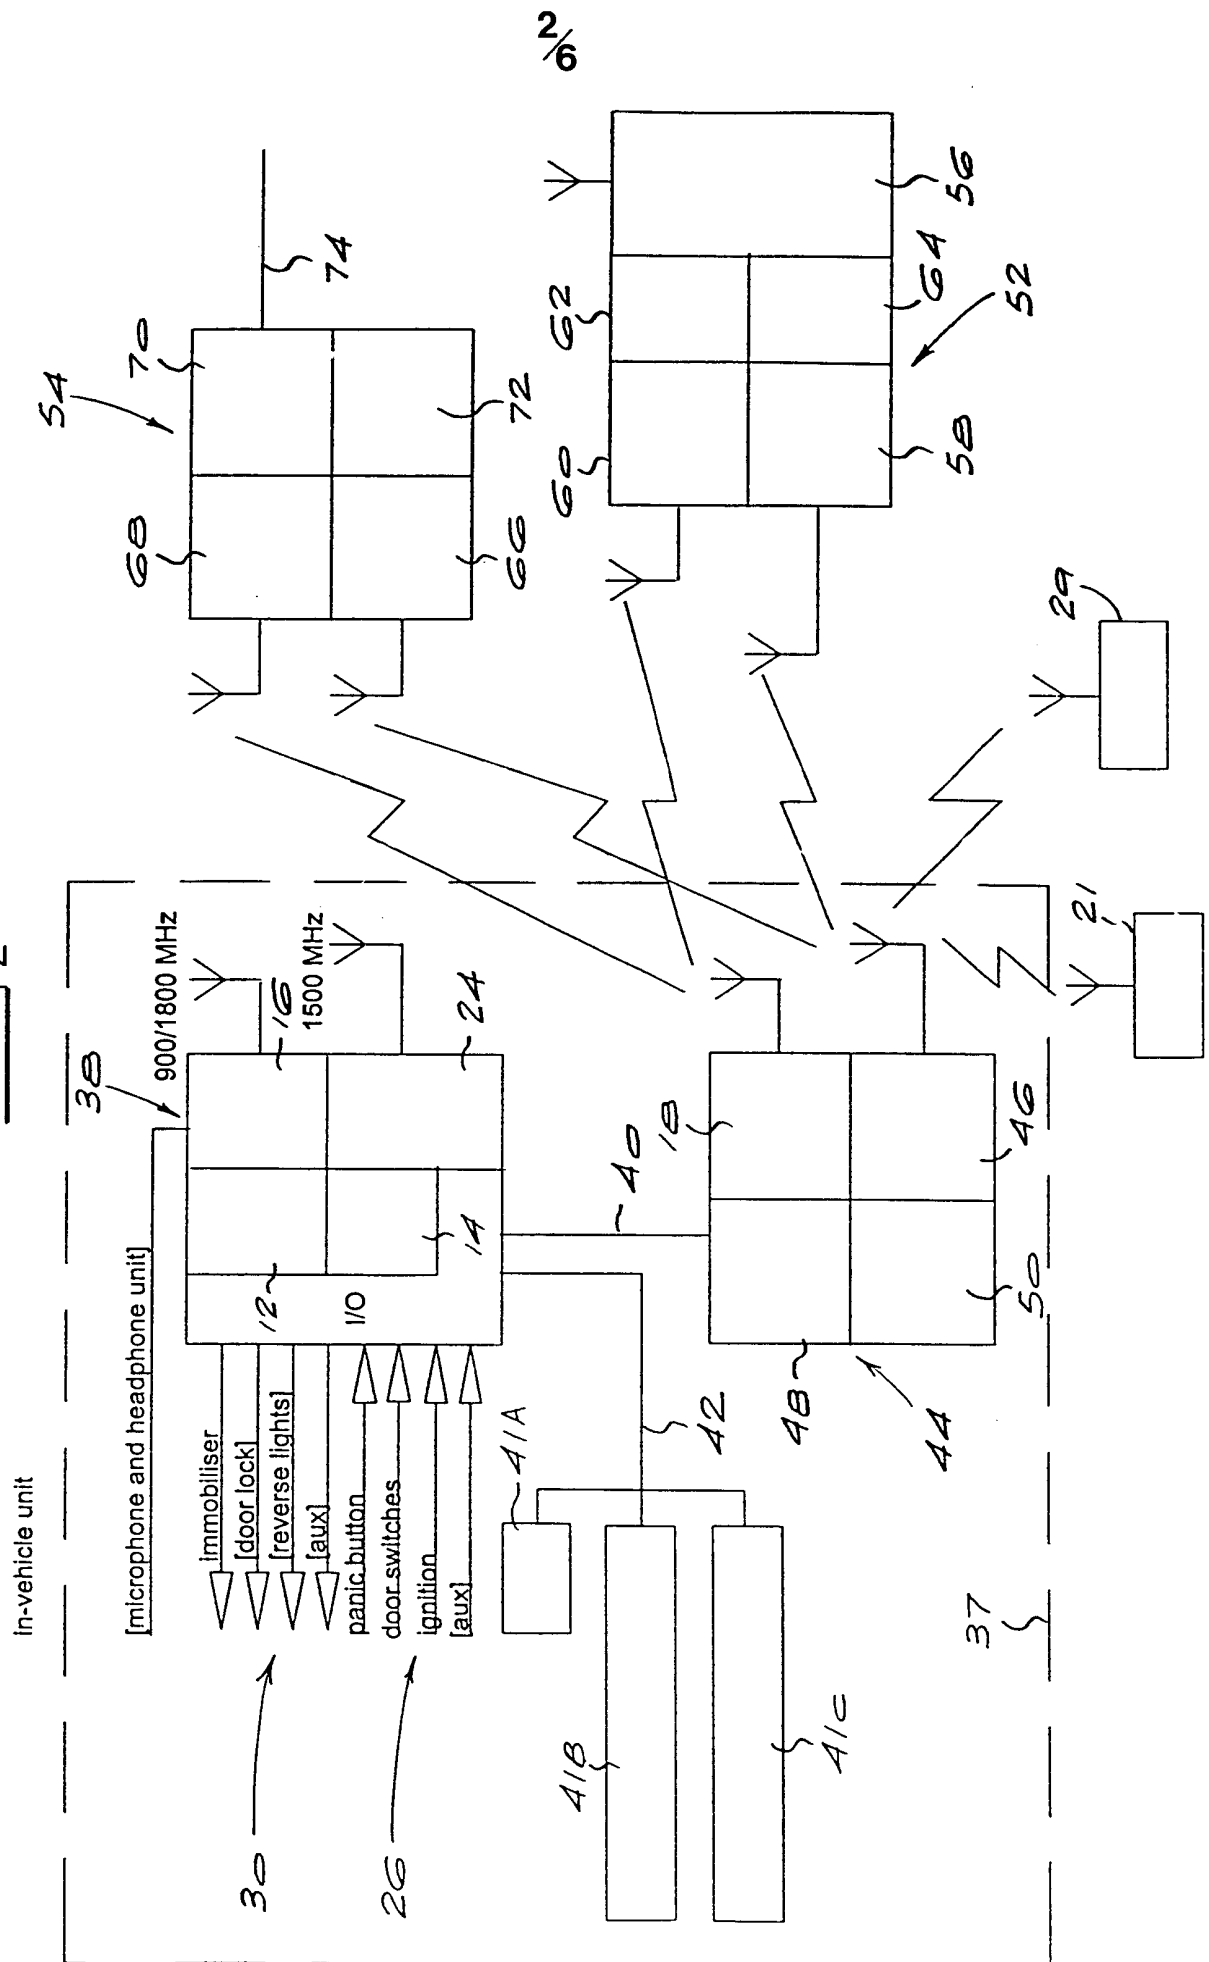 2/6
in-vehicle unit
[microphone and headphone unit]
38
900/1800 MHz
16
1500 MHz
24
12
14
I/O
immobiliser
[door lock]
[reverse lights]
[aux]
panic button
door switches
ignition
[aux]
30
26
41A
41B
41C
42
40
18
46
48
50
44
37
21
29
54
68
70
66
72
74
60
62
56
58
64
52